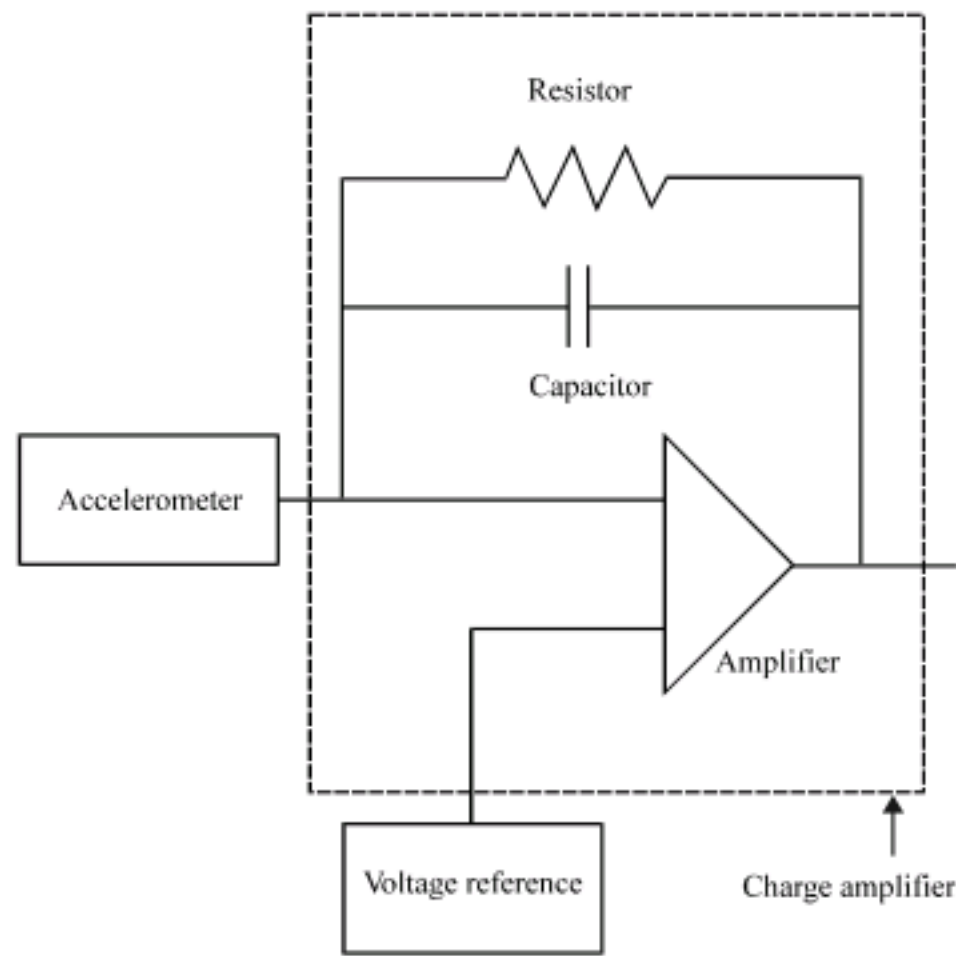 Resistor
Capacitor
Accelerometer
Amplifier
Voltage reference
Charge amplifier